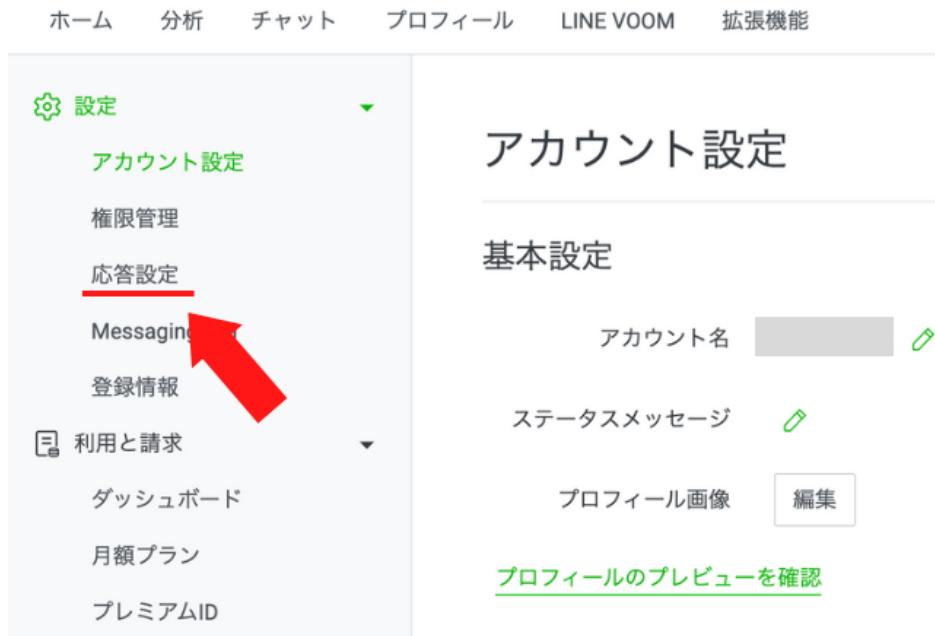 ホーム 分析 チャット プロフィール LINE VOOM 拡張機能
設定
アカウント設定
権限管理
応答設定
Messaging
登録情報
利用と請求
ダッシュボード
月額プラン
プレミアムID
アカウント設定
基本設定
アカウント名
ステータスメッセージ
プロフィール画像 編集
プロフィールのプレビューを確認